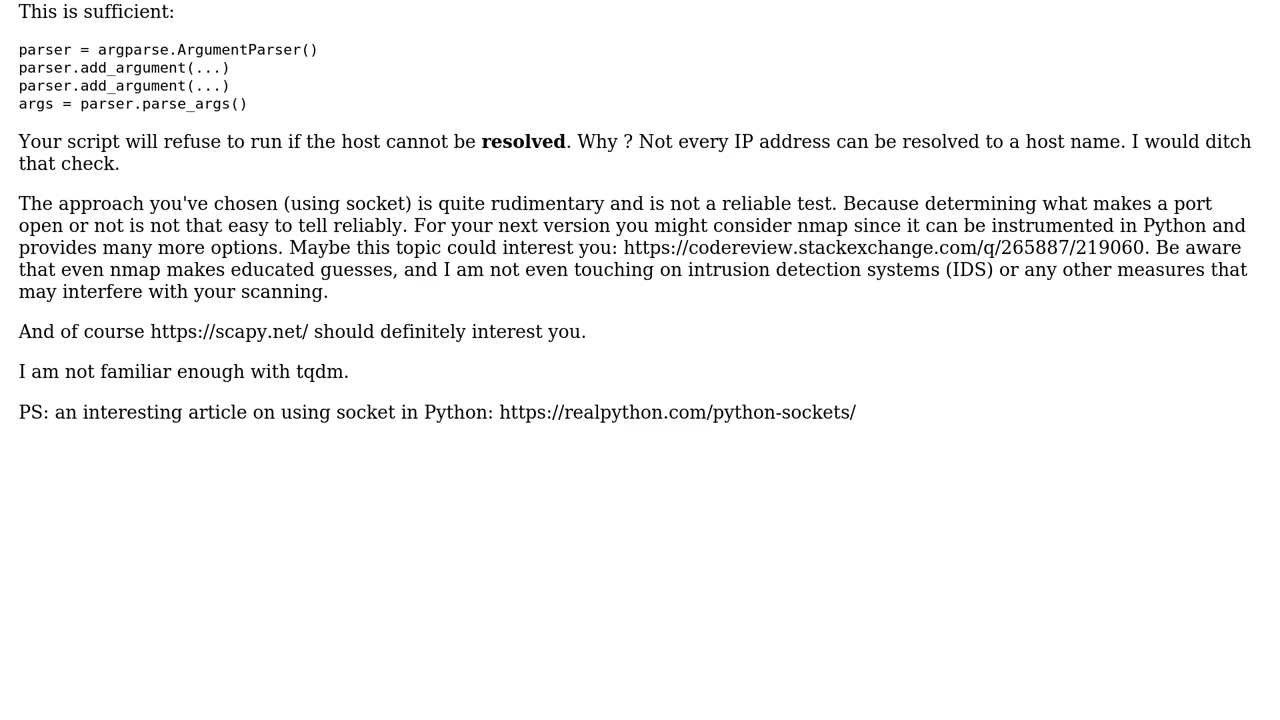 This is sufficient:
parser = argparse.ArgumentParser()
parser.add_argument(...)
parser.add_argument(...)
args = parser.parse_args()
Your script will refuse to run if the host cannot be resolved. Why ? Not every IP address can be resolved to a host name. I would ditch
that check.
The approach you've chosen (using socket) is quite rudimentary and is not a reliable test. Because determining what makes a port
open or not is not that easy to tell reliably. For your next version you might consider nmap since it can be instrumented in Python and
provides many more options. Maybe this topic could interest you: https://codereview.stackexchange.com/q/265887/219060. Be aware
that even nmap makes educated guesses, and I am not even touching on intrusion detection systems (IDS) or any other measures that
may interfere with your scanning.
And of course https://scapy.net/ should definitely interest you.
I am not familiar enough with tqdm.
PS: an interesting article on using socket in Python: https://realpython.com/python-sockets/